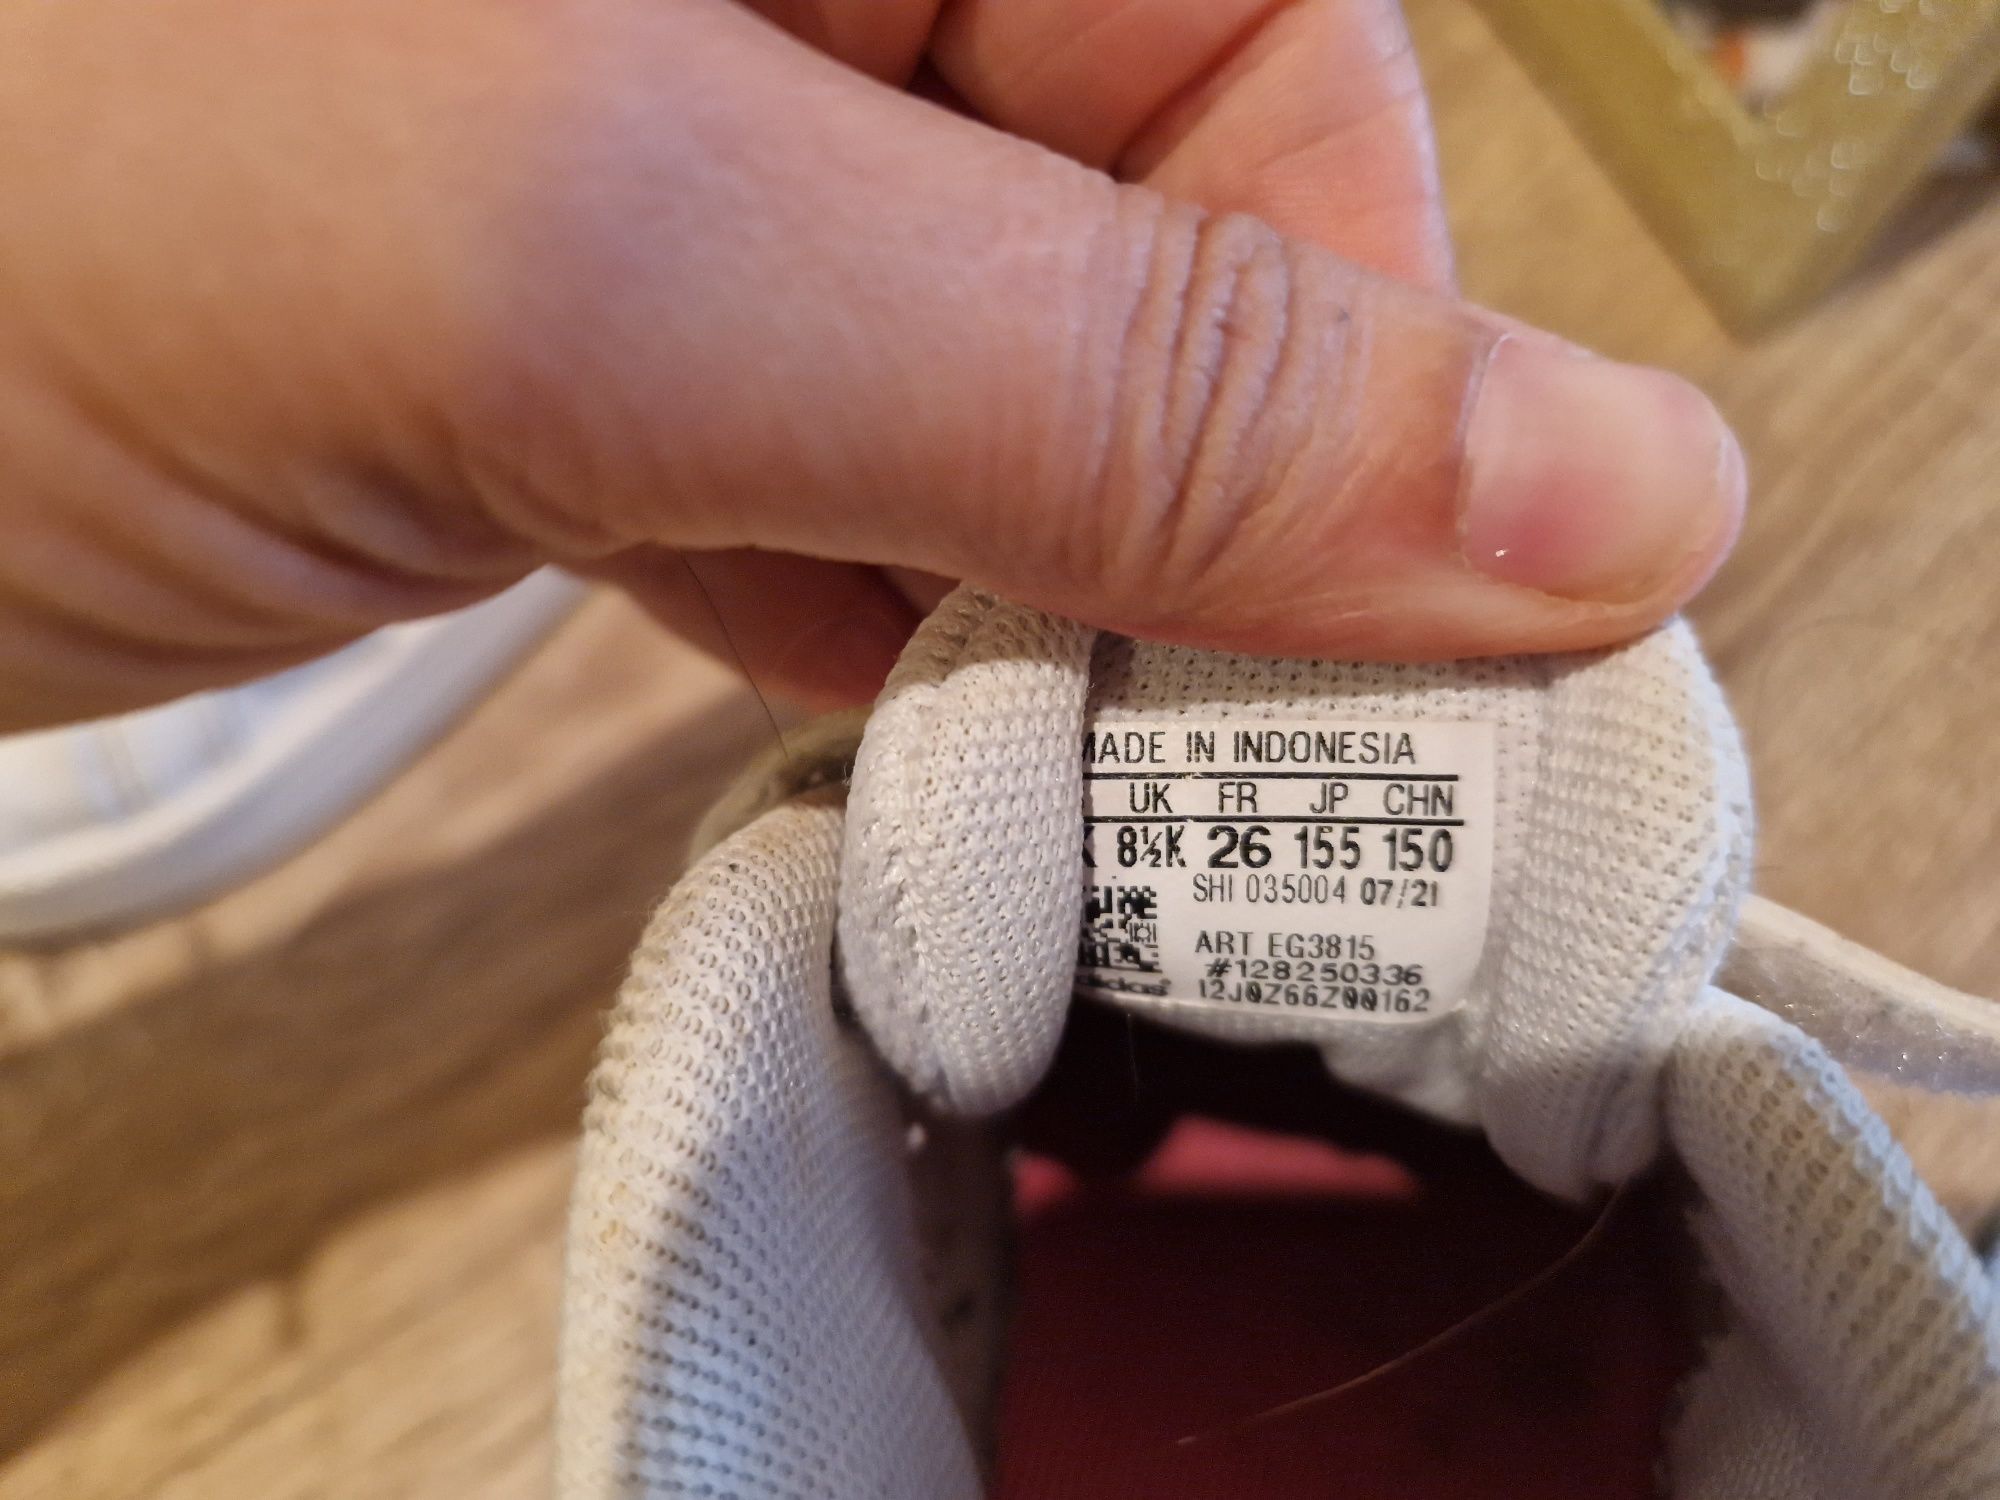 MADE IN INDONESIA
UK FR JP CHN
K 8½K 26 155 150
SHI 035004 07/21
ART EG3815
#128250336
adidas 12J0Z66Z00162